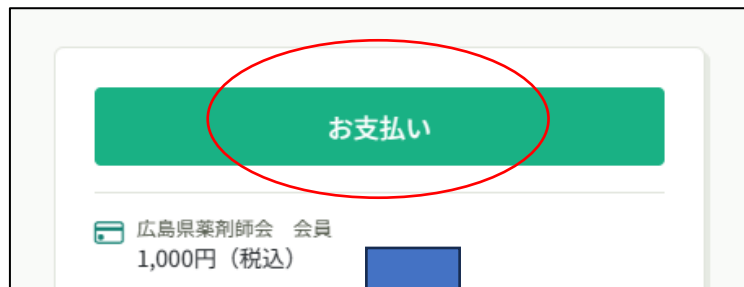 お支払い
広島県薬剤師会　会員
1,000円（税込）